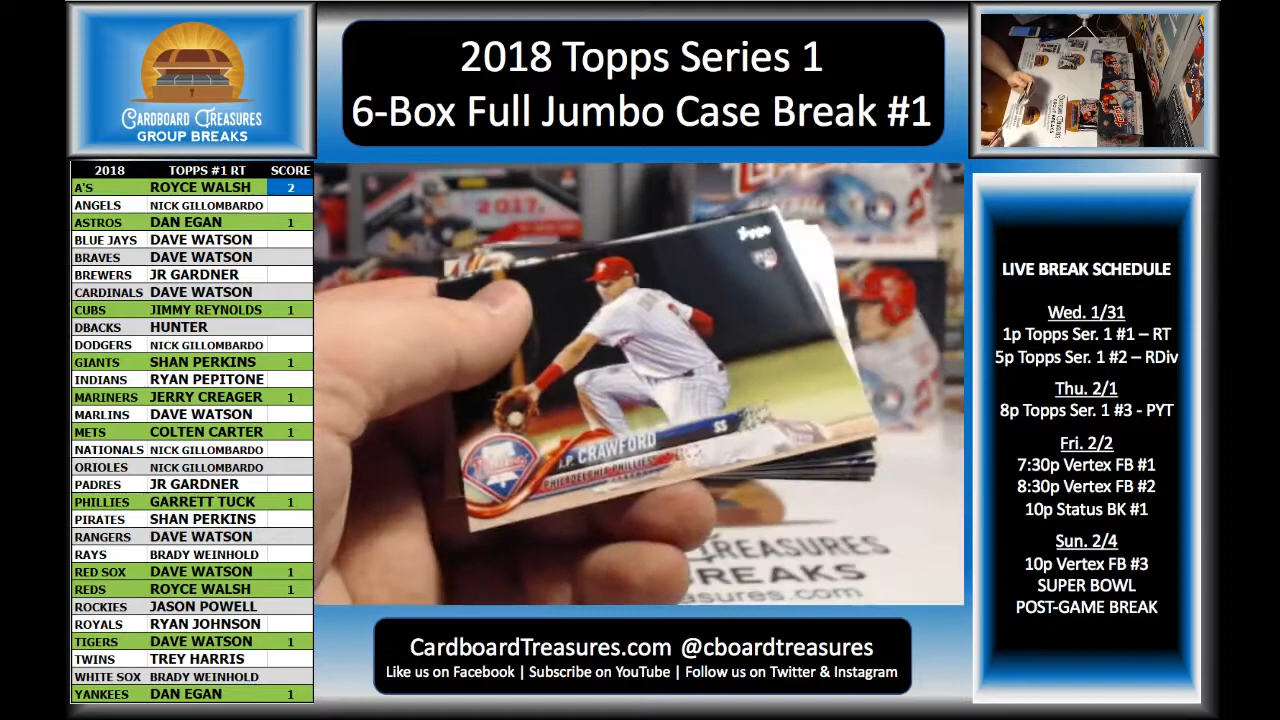 CARDBOARD TREASURES
GROUP BREAKS
2018 Topps Series 1
6-Box Full Jumbo Case Break #1
2018 TOPPS #1 RT SCORE
A'S ROYCE WALSH 2
ANGELS NICK GILLOMBARDO
ASTROS DAN EGAN 1
BLUE JAYS DAVE WATSON
BRAVES DAVE WATSON
BREWERS JR GARDNER
CARDINALS DAVE WATSON
CUBS JIMMY REYNOLDS 1
DBACKS HUNTER
DODGERS NICK GILLOMBARDO
GIANTS SHAN PERKINS 1
INDIANS RYAN PEPITONE
MARINERS JERRY CREAGER 1
MARLINS DAVE WATSON
METS COLTEN CARTER 1
NATIONALS NICK GILLOMBARDO
ORIOLES NICK GILLOMBARDO
PADRES JR GARDNER
PHILLIES GARRETT TUCK 1
PIRATES SHAN PERKINS
RANGERS DAVE WATSON
RAYS BRADY WEINHOLD
RED SOX DAVE WATSON 1
REDS ROYCE WALSH 1
ROCKIES JASON POWELL
ROYALS RYAN JOHNSON
TIGERS DAVE WATSON 1
TWINS TREY HARRIS
WHITE SOX BRADY WEINHOLD
YANKEES DAN EGAN 1
2017
J.P. CRAWFORD SS
PHILADELPHIA PHILLIES
Phillies
TREASURES
BREAKS
sures.com
LIVE BREAK SCHEDULE
Wed. 1/31
1p Topps Ser. 1 #1 – RT
5p Topps Ser. 1 #2 – RDiv
Thu. 2/1
8p Topps Ser. 1 #3 - PYT
Fri. 2/2
7:30p Vertex FB #1
8:30p Vertex FB #2
10p Status BK #1
Sun. 2/4
10p Vertex FB #3
SUPER BOWL
POST-GAME BREAK
CardboardTreasures.com @cboardtreasures
Like us on Facebook | Subscribe on YouTube | Follow us on Twitter & Instagram